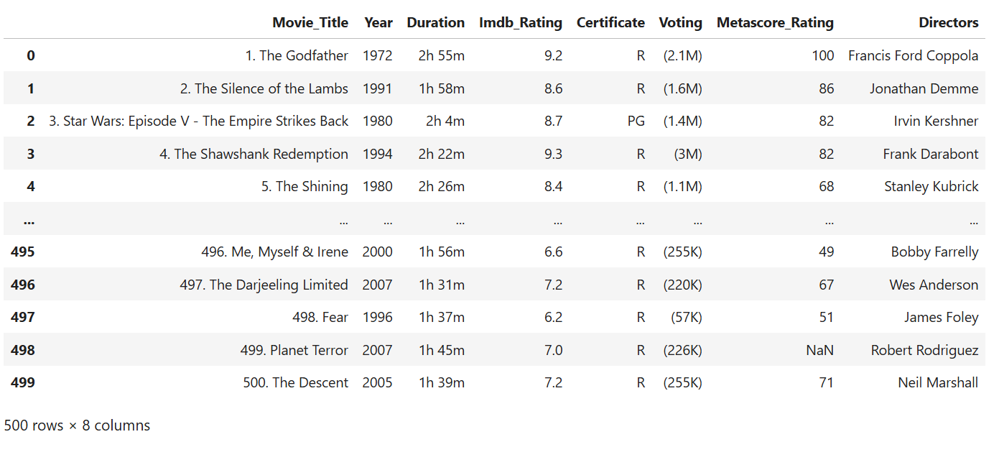 Movie_Title Year Duration Imdb_Rating Certificate Voting Metascore_Rating Directors
0 1. The Godfather 1972 2h 55m 9.2 R (2.1M) 100 Francis Ford Coppola
1 2. The Silence of the Lambs 1991 1h 58m 8.6 R (1.6M) 86 Jonathan Demme
2 3. Star Wars: Episode V - The Empire Strikes Back 1980 2h 4m 8.7 PG (1.4M) 82 Irvin Kershner
3 4. The Shawshank Redemption 1994 2h 22m 9.3 R (3M) 82 Frank Darabont
4 5. The Shining 1980 2h 26m 8.4 R (1.1M) 68 Stanley Kubrick
... ... ... ... ... ... ... ... ...
495 496. Me, Myself & Irene 2000 1h 56m 6.6 R (255K) 49 Bobby Farrelly
496 497. The Darjeeling Limited 2007 1h 31m 7.2 R (220K) 67 Wes Anderson
497 498. Fear 1996 1h 37m 6.2 R (57K) 51 James Foley
498 499. Planet Terror 2007 1h 45m 7.0 R (226K) NaN Robert Rodriguez
499 500. The Descent 2005 1h 39m 7.2 R (255K) 71 Neil Marshall
500 rows × 8 columns